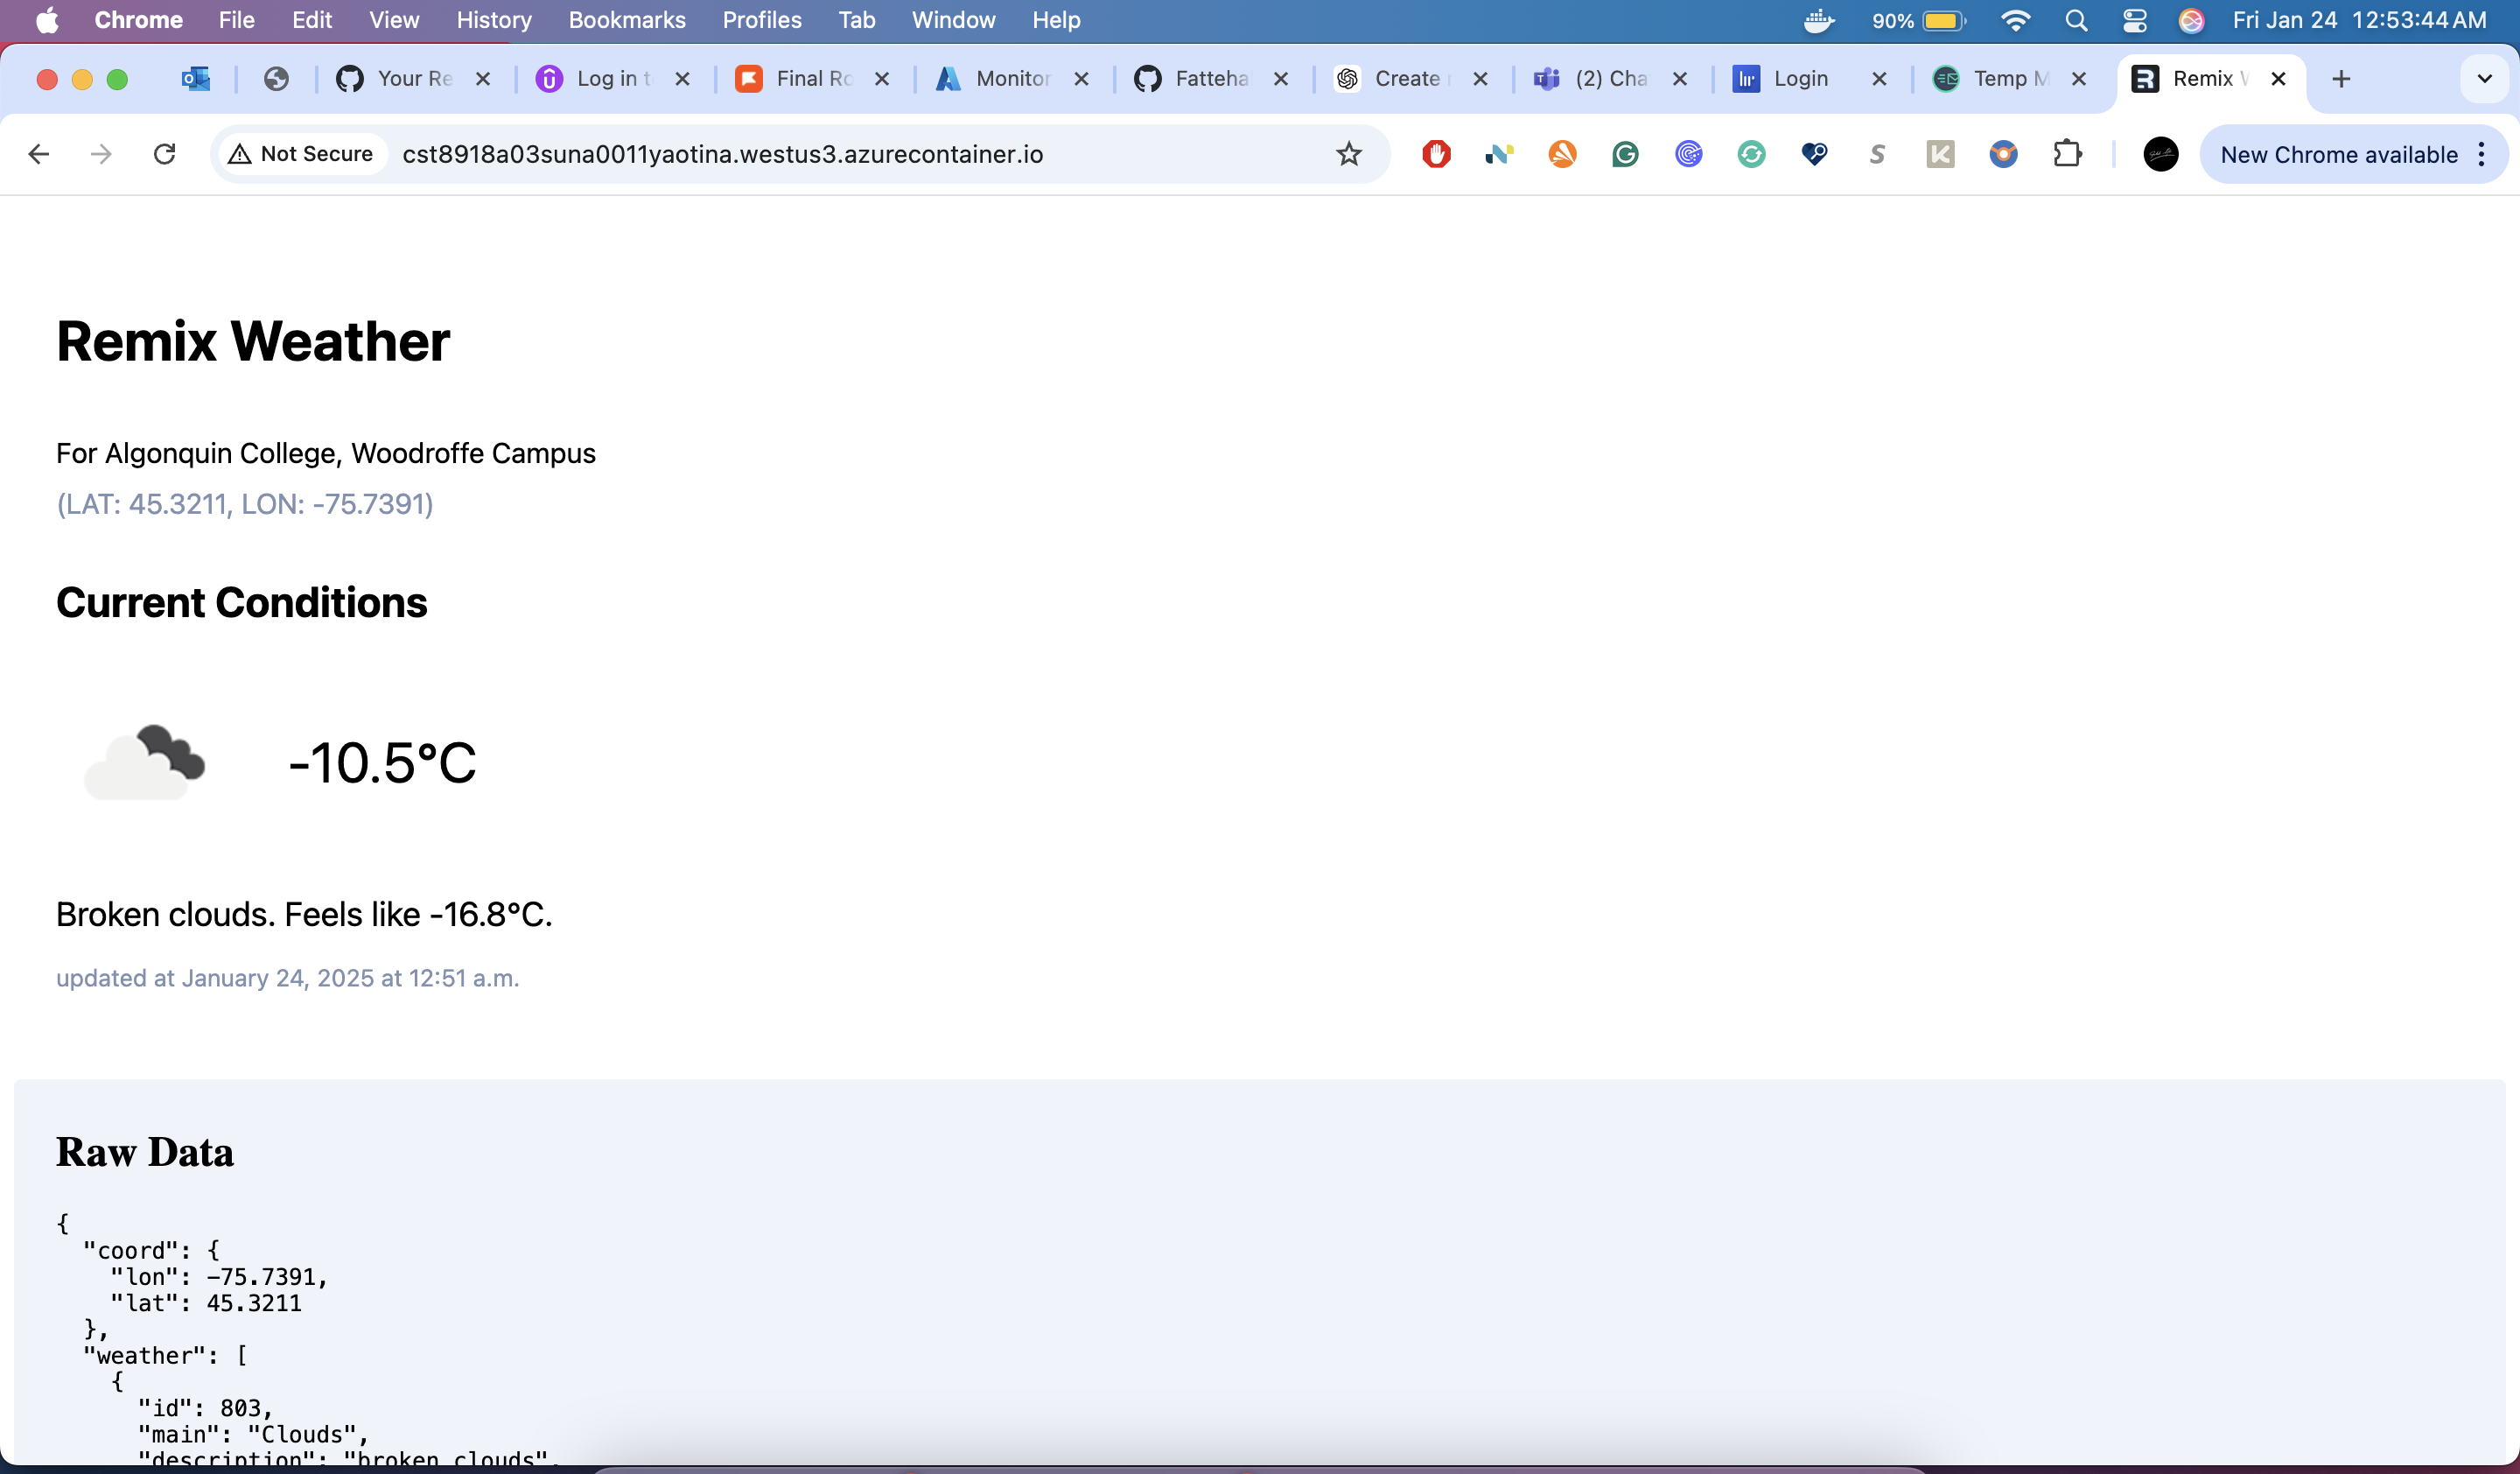 Chrome File Edit View History Bookmarks Profiles Tab Window Help 90% Fri Jan 24 12:53:44 AM
Your Re Log in t Final Ro Monitor Fatteha Create (2) Cha Login Temp M Remix
Not Secure cst8918a03suna0011yaotina.westus3.azurecontainer.io New Chrome available
Remix Weather
For Algonquin College, Woodroffe Campus
(LAT: 45.3211, LON: -75.7391)
Current Conditions
-10.5°C
Broken clouds. Feels like -16.8°C.
updated at January 24, 2025 at 12:51 a.m.
Raw Data
{
"coord": {
"lon": -75.7391,
"lat": 45.3211
},
"weather": [
{
"id": 803,
"main": "Clouds",
"description": "broken clouds",